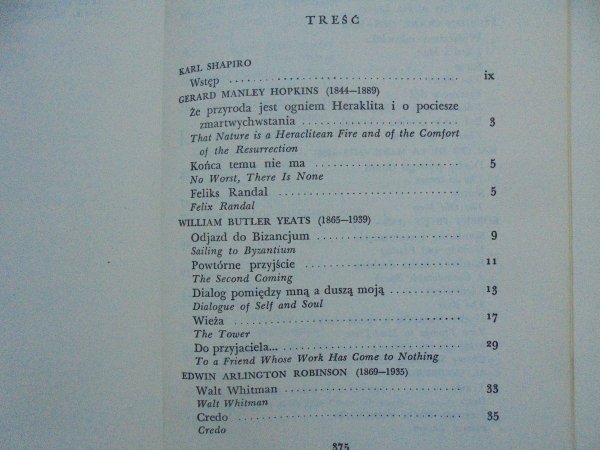 TREŚĆ
KARL SHAPIRO
Wstęp . . . . . . . . . . . . . . . . ix
GERARD MANLEY HOPKINS (1844—1889)
Że przyroda jest ogniem Heraklita i o pociesze
zmartwychwstania . . . . . . . . . . . . 3
That Nature is a Heraclitean Fire and of the Comfort
of the Resurrection
Końca temu nie ma . . . . . . . . . . . . 5
No Worst, There Is None
Feliks Randal . . . . . . . . . . . . . . 5
Felix Randal
WILLIAM BUTLER YEATS (1865—1939)
Odjazd do Bizancjum . . . . . . . . . . . 9
Sailing to Byzantium
Powtórne przyjście . . . . . . . . . . . . 11
The Second Coming
Dialog pomiędzy mną a duszą moją . . . . . . 13
Dialogue of Self and Soul
Wieża . . . . . . . . . . . . . . . . 17
The Tower
Do przyjaciela... . . . . . . . . . . . . . 29
To a Friend Whose Work Has Come to Nothing
EDWIN ARLINGTON ROBINSON (1869—1935)
Walt Whitman . . . . . . . . . . . . . . 33
Walt Whitman
Credo . . . . . . . . . . . . . . . . 35
Credo
375